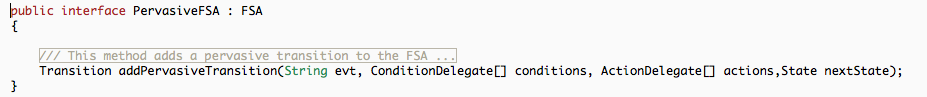 public interface PervasiveFSA : FSA
{
/// This method adds a pervasive transition to the FSA ...
Transition addPervasiveTransition(String evt, ConditionDelegate[] conditions, ActionDelegate[] actions,State nextState);
}